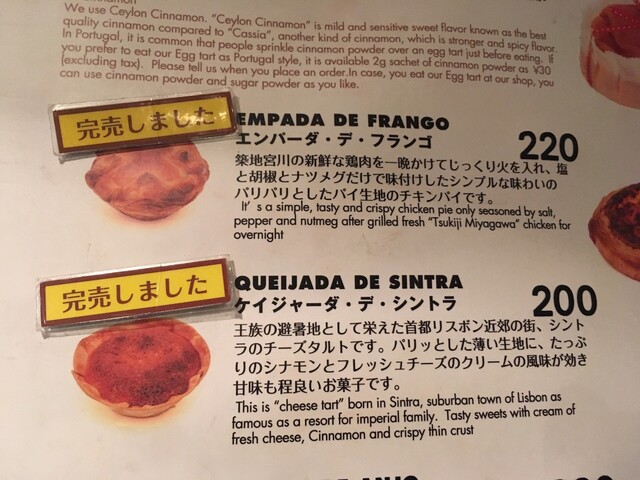 We use Ceylon Cinnamon. "Ceylon Cinnamon" is mild and sensitive sweet flavor known as the best
quality cinnamon compared to "Cassia", another kind of cinnamon, which is stronger and spicy flavor.
In Portugal, it is common that people sprinkle cinnamon powder over an egg tart just before eating. If
you prefer to eat our Egg tart as Portugal style, it is available 2g sachet of cinnamon powder as ¥30
(excluding tax). Please tell us when you place an order.In case, you eat our Egg tart at our shop, you
can use cinnamon powder and sugar powder as you like.
完売しました
EMPADA DE FRANGO
エンパーダ・デ・フランゴ
220
築地宮川の新鮮な鶏肉を一晩かけてじっくり火を入れ、塩
と胡椒とナツメグだけで味付けしたシンプルな味わいの
パリパリとしたパイ生地のチキンパイです。
It's a simple, tasty and crispy chicken pie only seasoned by salt,
pepper and nutmeg after grilled fresh "Tsukiji Miyagawa" chicken for
overnight
完売しました
QUEIJADA DE SINTRA
ケイジャーダ・デ・シントラ
200
王族の避暑地として栄えた首都リスボン近郊の街、シント
ラのチーズタルトです。パリッとした薄い生地に、たっぷ
りのシナモンとフレッシュチーズのクリームの風味が効き
甘味も程良いお菓子です。
This is "cheese tart" born in Sintra, suburban town of Lisbon as
famous as a resort for imperial family. Tasty sweets with cream of
fresh cheese, Cinnamon and crispy thin crust